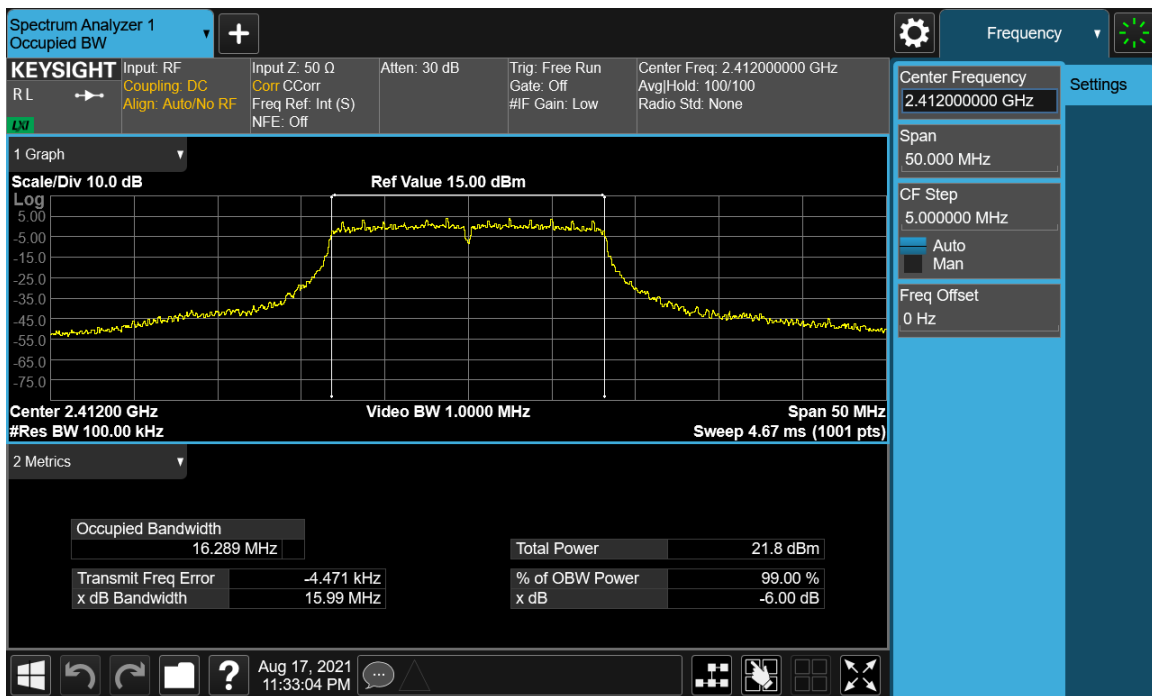 Spectrum Analyzer 1
Occupied BW
Frequency
KEYSIGHT
R L
LXI
Input: RF
Coupling: DC
Align: Auto/No RF
Input Z: 50 Ω
Corr CCorr
Freq Ref: Int (S)
NFE: Off
Atten: 30 dB
Trig: Free Run
Gate: Off
#IF Gain: Low
Center Freq: 2.412000000 GHz
Avg|Hold: 100/100
Radio Std: None
Center Frequency
2.412000000 GHz
Settings
Span
50.000 MHz
CF Step
5.000000 MHz
Auto
Man
Freq Offset
0 Hz
1 Graph
Scale/Div 10.0 dB
Ref Value 15.00 dBm
Log
5.00
-5.00
-15.0
-25.0
-35.0
-45.0
-55.0
-65.0
-75.0
Center 2.41200 GHz
Video BW 1.0000 MHz
Span 50 MHz
#Res BW 100.00 kHz
Sweep 4.67 ms (1001 pts)
2 Metrics
Occupied Bandwidth
16.289 MHz
Total Power 21.8 dBm
Transmit Freq Error -4.471 kHz
% of OBW Power 99.00 %
x dB Bandwidth 15.99 MHz
x dB -6.00 dB
?
Aug 17, 2021
11:33:04 PM